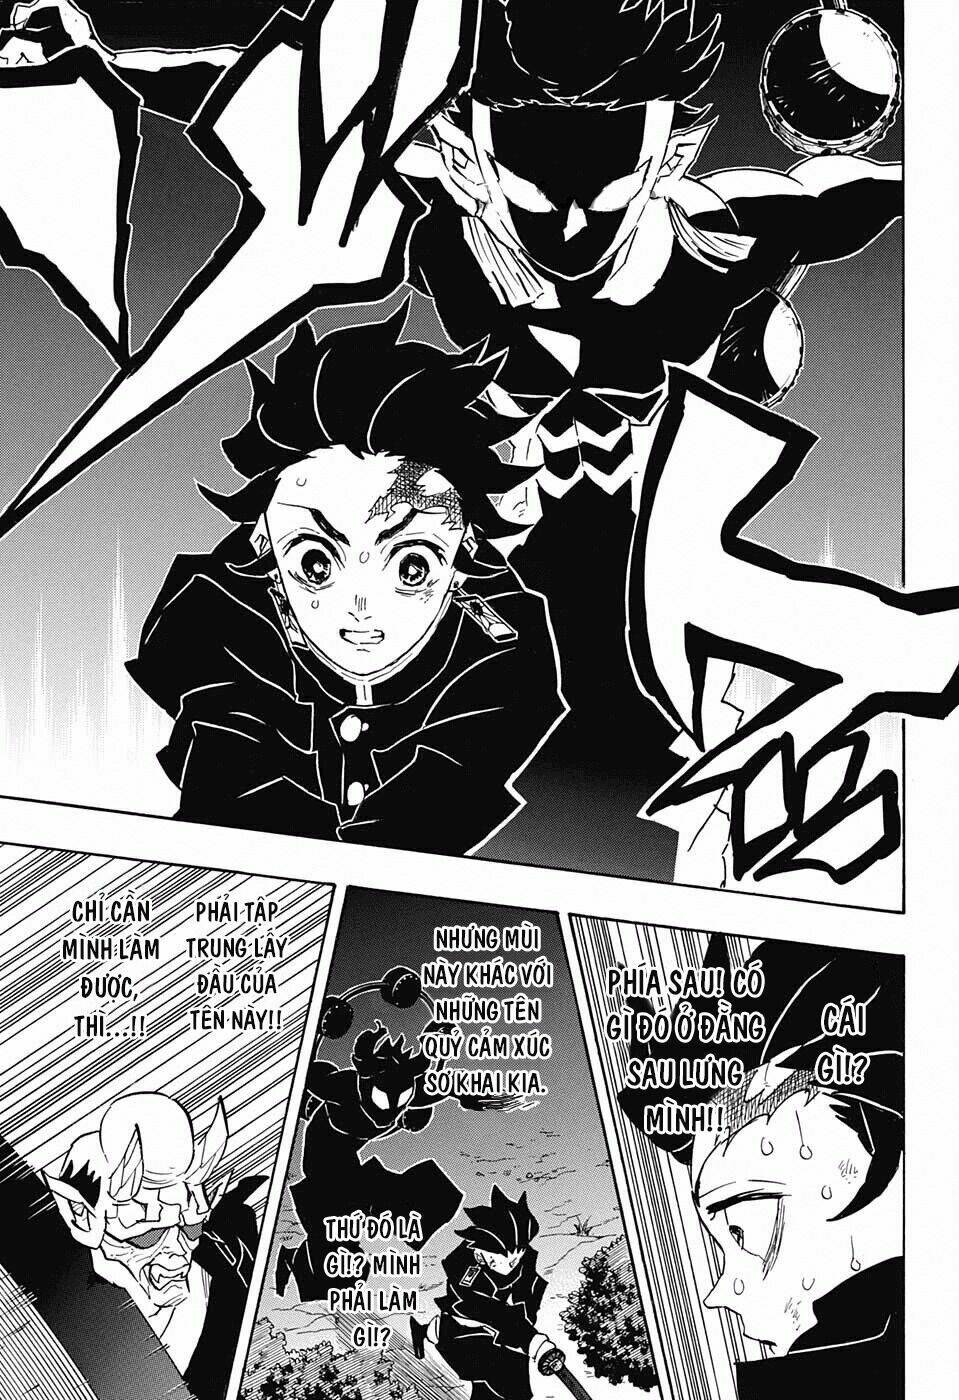 CÁI
GÌ!?
PHÍA SAU! CÓ
GÌ ĐÓ Ở ĐẰNG
SAU LƯNG
MÌNH!!
NHƯNG MÙI
NÀY KHÁC VỚI
NHỮNG TÊN
QUỶ CẢM XÚC
SƠ KHAI KIA.
THỨ ĐÓ LÀ
GÌ!? MÌNH
PHẢI LÀM
GÌ!?
PHẢI TẬP
TRUNG LẤY
ĐẦU CỦA
TÊN NÀY!!
CHỈ CẦN
MÌNH LÀM
ĐƯỢC,
THÌ...!!